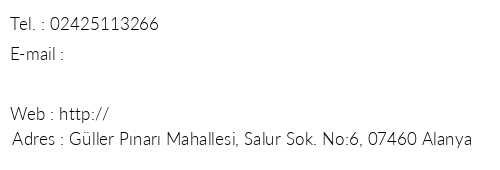 Tel. : 02425113266
E-mail :
Web : http://
Adres : Güller Pınarı Mahallesi, Salur Sok. No:6, 07460 Alanya